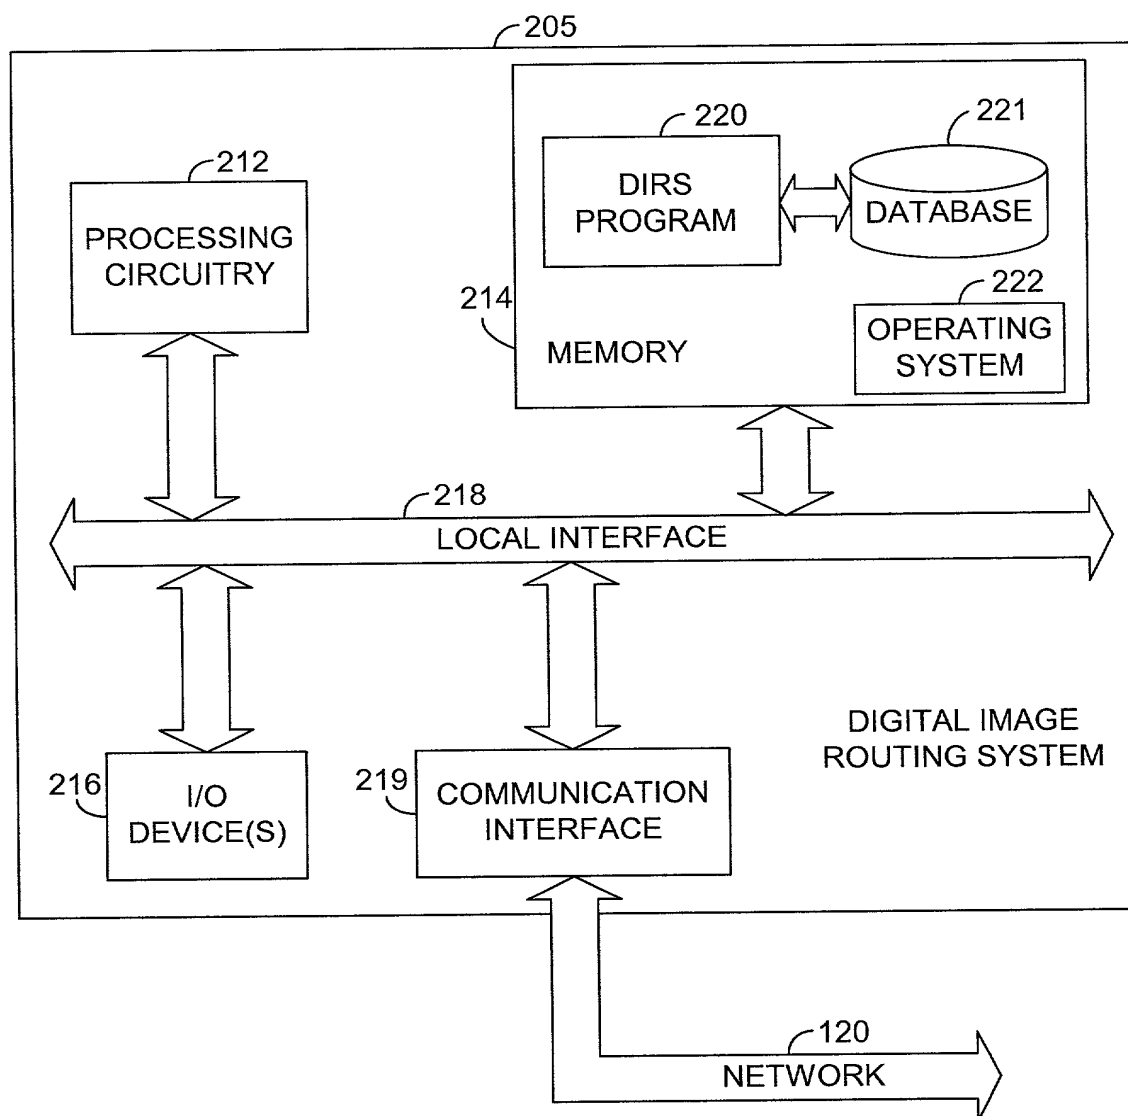 205
220
221
212
DIRS
PROGRAM
DATABASE
PROCESSING
CIRCUITRY
222
214
OPERATING
SYSTEM
MEMORY
218
LOCAL INTERFACE
DIGITAL IMAGE
ROUTING SYSTEM
216
I/O
DEVICE(S)
219
COMMUNICATION
INTERFACE
120
NETWORK